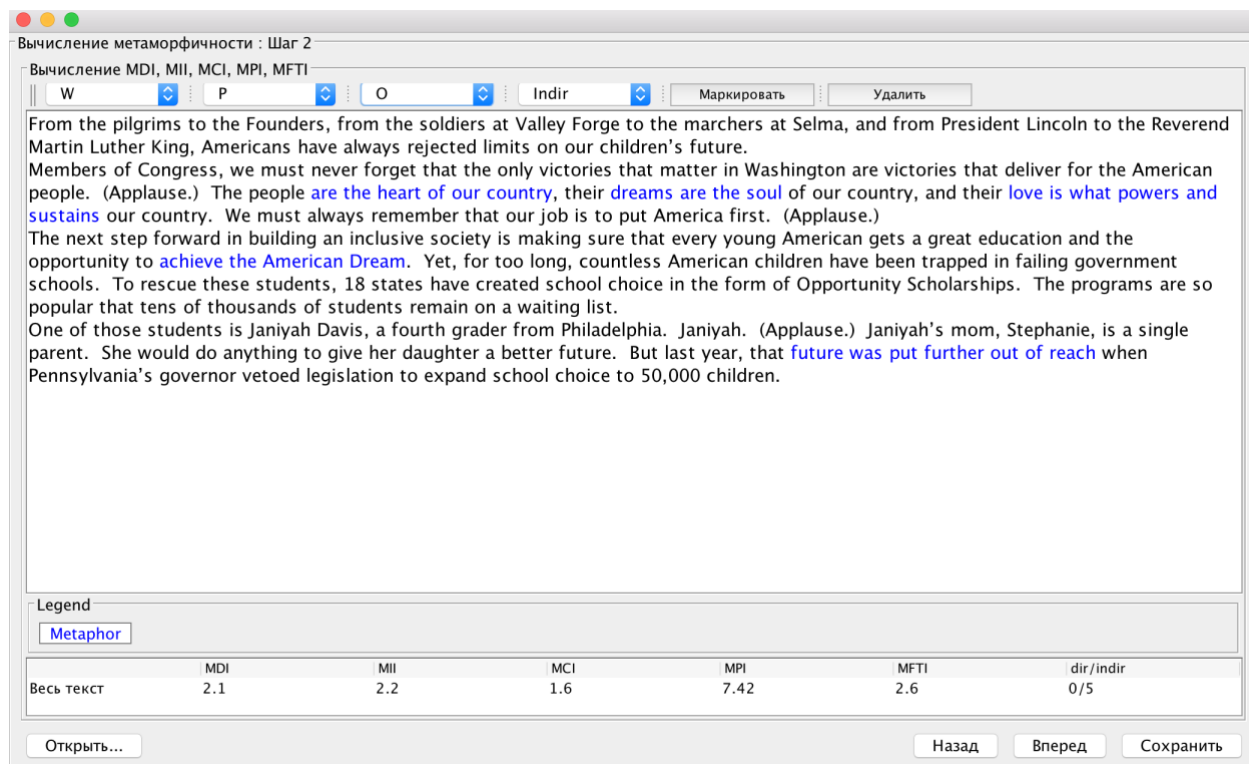 Вычисление метаморфичности : Шаг 2
Вычисление MDI, MII, MCI, MPI, MFTI
W P O Indir Маркировать Удалить
From the pilgrims to the Founders, from the soldiers at Valley Forge to the marchers at Selma, and from President Lincoln to the Reverend
Martin Luther King, Americans have always rejected limits on our children’s future.
Members of Congress, we must never forget that the only victories that matter in Washington are victories that deliver for the American
people.  (Applause.)  The people are the heart of our country, their dreams are the soul of our country, and their love is what powers and
sustains our country.  We must always remember that our job is to put America first.  (Applause.)
The next step forward in building an inclusive society is making sure that every young American gets a great education and the
opportunity to achieve the American Dream.  Yet, for too long, countless American children have been trapped in failing government
schools.  To rescue these students, 18 states have created school choice in the form of Opportunity Scholarships.  The programs are so
popular that tens of thousands of students remain on a waiting list.
One of those students is Janiyah Davis, a fourth grader from Philadelphia.  Janiyah.  (Applause.)  Janiyah’s mom, Stephanie, is a single
parent.  She would do anything to give her daughter a better future.  But last year, that future was put further out of reach when
Pennsylvania’s governor vetoed legislation to expand school choice to 50,000 children.
Legend
Metaphor
MDI MII MCI MPI MFTI dir/indir
Весь текст 2.1 2.2 1.6 7.42 2.6 0/5
Открыть... Назад Вперед Сохранить